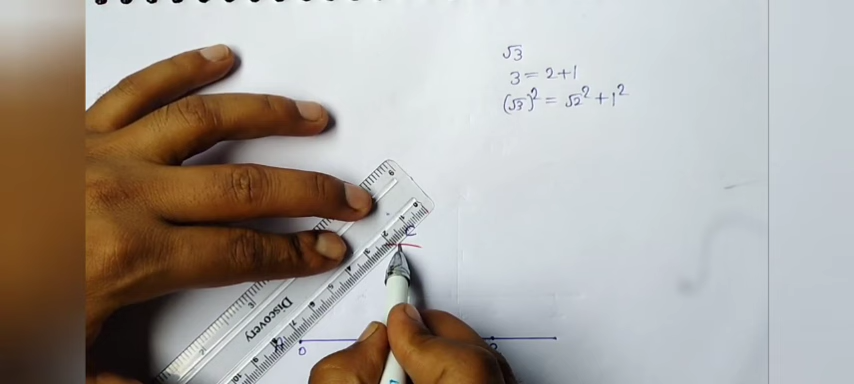 √3
3 = 2+1
(√3)² = √2² + 1²
C
Discovery
0